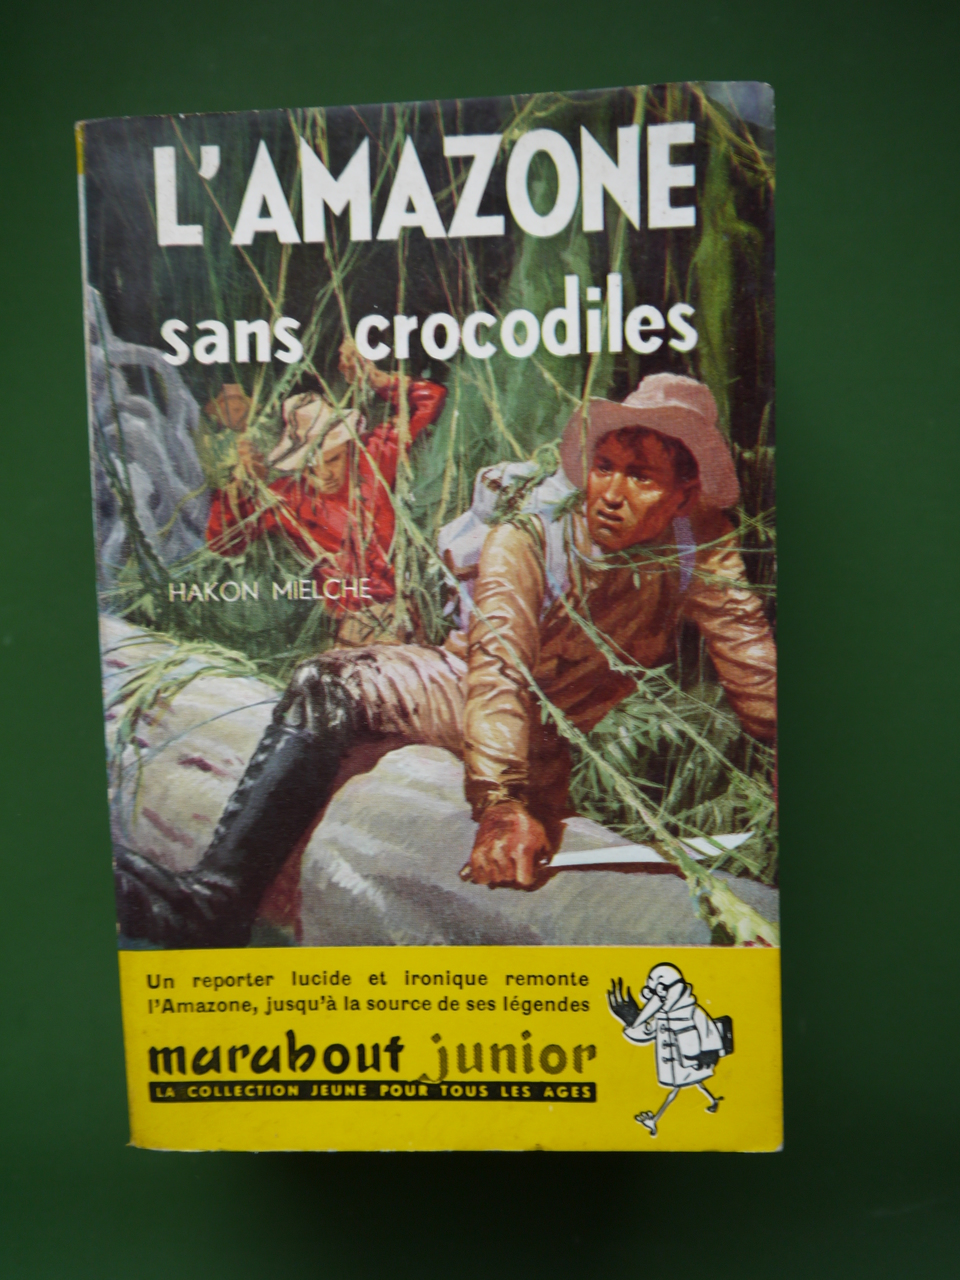 L'AMAZONE
sans crocodiles
HAKON MIELCHE
Un reporter lucide et ironique remonte
l'Amazone, jusqu'à la source de ses légendes
marabout junior
LA COLLECTION JEUNE POUR TOUS LES AGES